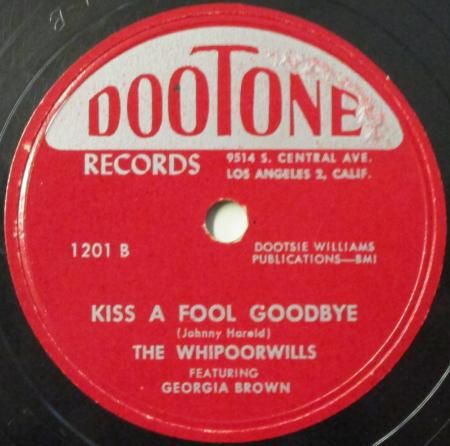 DOOTONE
RECORDS
9514 S. CENTRAL AVE.
LOS ANGELES 2, CALIF.
1201 B
DOOTSIE WILLIAMS
PUBLICATIONS—BMI
KISS A FOOL GOODBYE
(Johnny Harold)
THE WHIPOORWILLS
FEATURING
GEORGIA BROWN